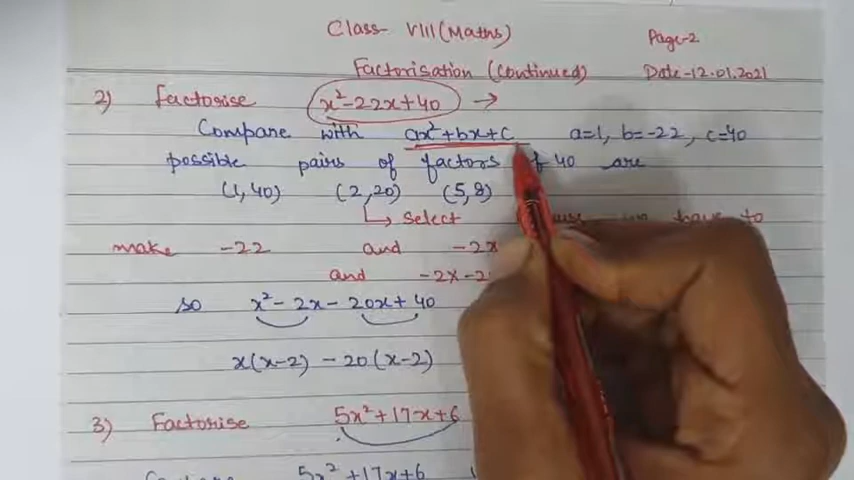 Class- VIII (Maths) Page-2
Factorisation (Continued) Date-12.01.2021
2) Factorise x²-22x+40 →
Compare with ax²+bx+c a=1, b=-22, c=40
possible pairs of factors of 40 are
(1,40) (2,20) (5,8)
↳ Select we have to
make -22 and -2x
and -2x-2
so x²-2x-20x+40
x(x-2) -20(x-2)
3) Factorise 5x²+17x+6
5x²+17x+6